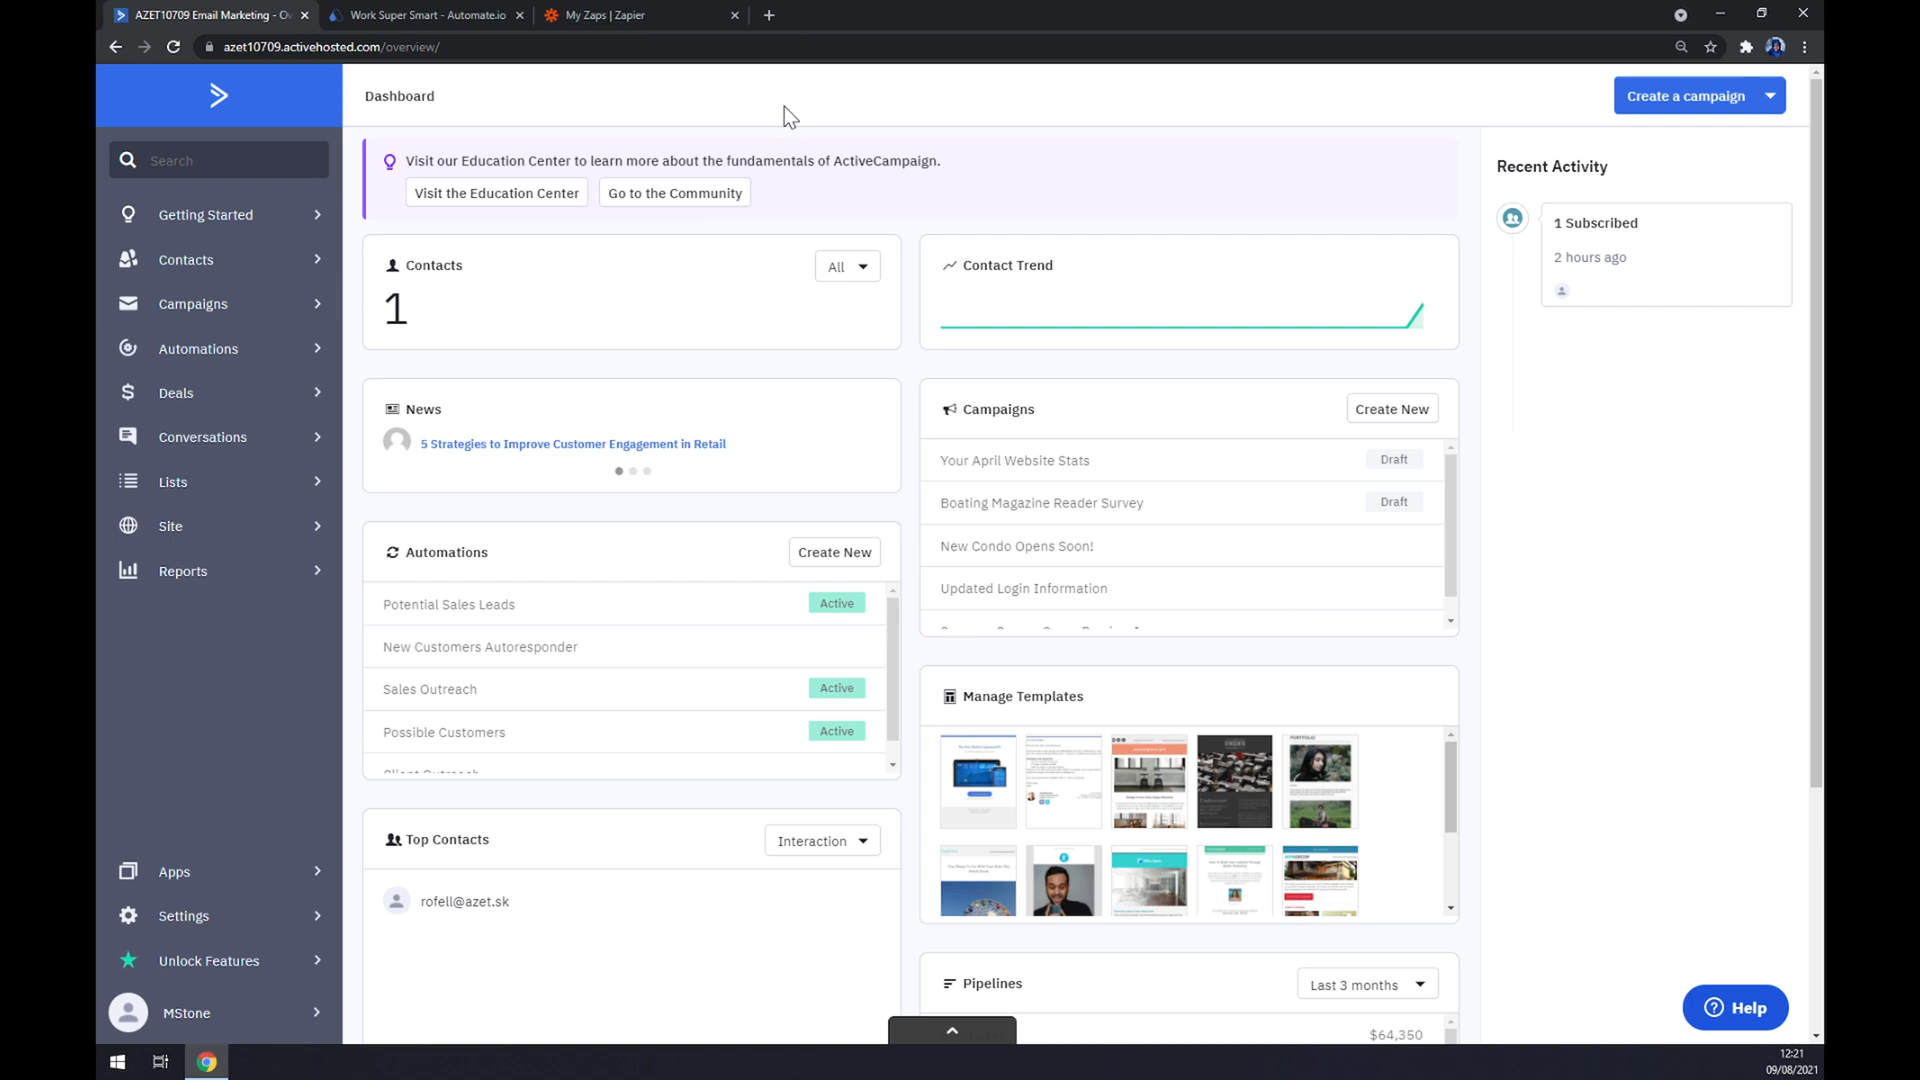 AZET10709 Email Marketing - Ov
Work Super Smart - Automate.io
My Zaps | Zapier
azet10709.activehosted.com/overview/
Dashboard
Create a campaign
Search
Getting Started
Contacts
Campaigns
Automations
Deals
Conversations
Lists
Site
Reports
Apps
Settings
Unlock Features
MStone
Visit our Education Center to learn more about the fundamentals of ActiveCampaign.
Visit the Education Center
Go to the Community
Contacts
All
1
Contact Trend
News
5 Strategies to Improve Customer Engagement in Retail
Campaigns
Create New
Your April Website Stats
Draft
Boating Magazine Reader Survey
Draft
New Condo Opens Soon!
Updated Login Information
Automations
Create New
Potential Sales Leads
Active
New Customers Autoresponder
Sales Outreach
Active
Possible Customers
Active
Client Outreach
Manage Templates
PORTFOLIO
Top Contacts
Interaction
rofell@azet.sk
Pipelines
Last 3 months
$64,350
Recent Activity
1 Subscribed
2 hours ago
Help
12:21
09/08/2021